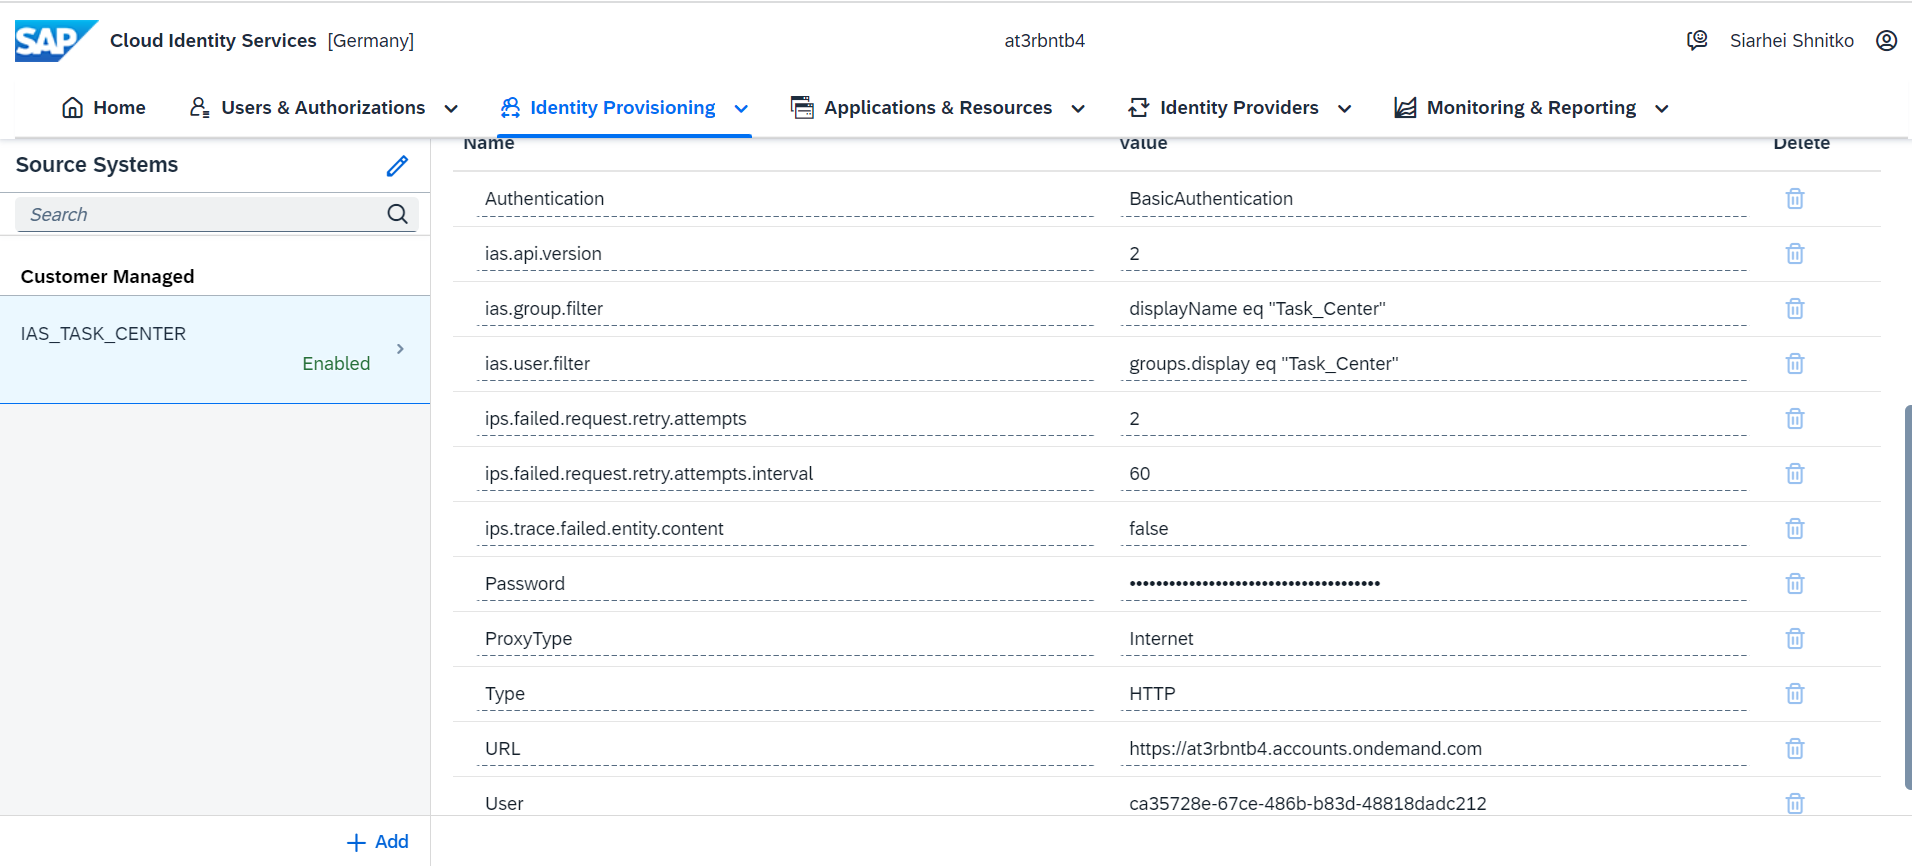 SAP Cloud Identity Services [Germany] at3rbntb4 Siarhei Shnitko
Home Users & Authorizations Identity Provisioning Applications & Resources Identity Providers Monitoring & Reporting
Source Systems
Search
Customer Managed
IAS_TASK_CENTER
Enabled
Add
Name Value Delete
Authentication BasicAuthentication
ias.api.version 2
ias.group.filter displayName eq "Task_Center"
ias.user.filter groups.display eq "Task_Center"
ips.failed.request.retry.attempts 2
ips.failed.request.retry.attempts.interval 60
ips.trace.failed.entity.content false
Password ••••••••••••••••••••••••••••••••••••••
ProxyType Internet
Type HTTP
URL https://at3rbntb4.accounts.ondemand.com
User ca35728e-67ce-486b-b83d-48818dadc212